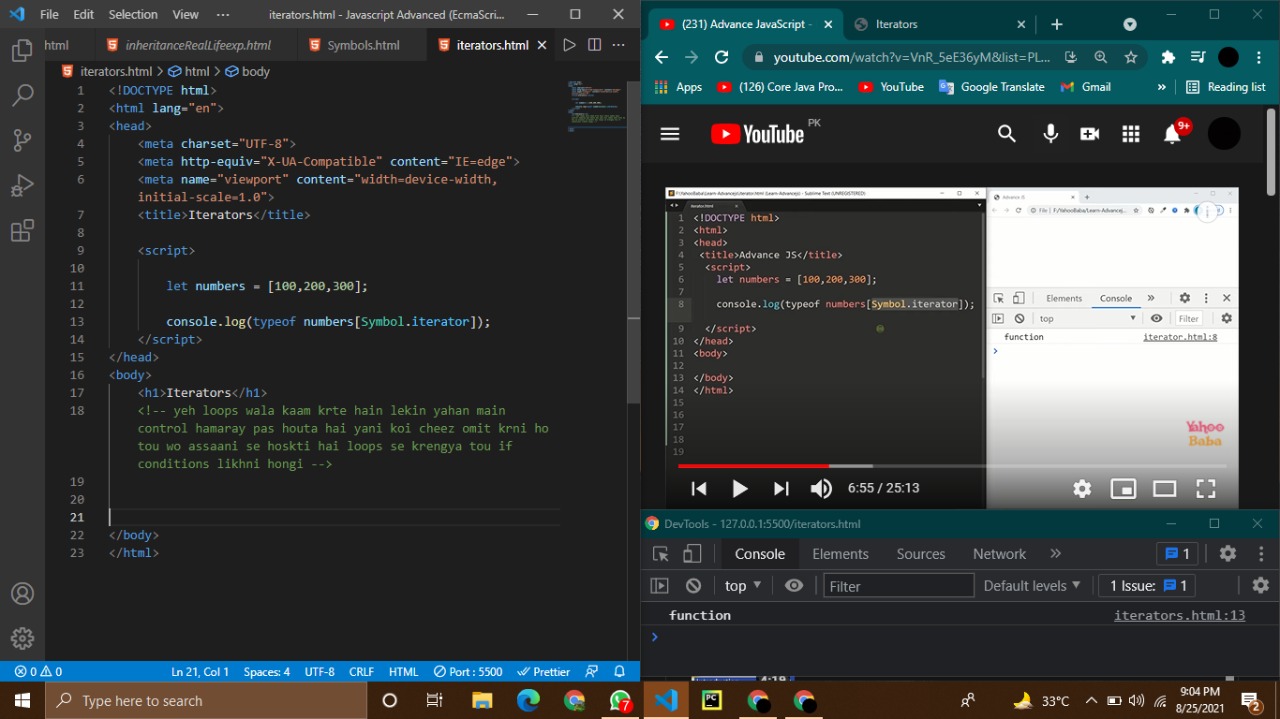 File Edit Selection View ··· iterators.html - Javascript Advanced (EcmaScri...
html inheritanceRealLifeexp.html Symbols.html iterators.html
iterators.html > html > body
1 <!DOCTYPE html>
2 <html lang="en">
3 <head>
4 <meta charset="UTF-8">
5 <meta http-equiv="X-UA-Compatible" content="IE=edge">
6 <meta name="viewport" content="width=device-width,
initial-scale=1.0">
7 <title>Iterators</title>
8
9 <script>
10
11 let numbers = [100,200,300];
12
13 console.log(typeof numbers[Symbol.iterator]);
14 </script>
15 </head>
16 <body>
17 <h1>Iterators</h1>
18 <!-- yeh loops wala kaam krte hain lekin yahan main
control hamaray pas houta hai yani koi cheez omit krni ho
tou wo assaani se hoskti hai loops se krengya tou if
conditions likhni hongi -->
19
20
21
22 </body>
23 </html>
0 0 Ln 21, Col 1 Spaces: 4 UTF-8 CRLF HTML Port : 5500 Prettier
(231) Advance JavaScript - Iterators
youtube.com/watch?v=VnR_5eE36yM&list=PL...
Apps (126) Core Java Pro... YouTube Google Translate Gmail » Reading list
YouTube PK 9+
F:\YahooBaba\Learn-Advancejs\iterator.html (Learn-Advancejs) - Sublime Text (UNREGISTERED)
iterator.html
1 <!DOCTYPE html>
2 <html>
3 <head>
4 <title>Advance JS</title>
5 <script>
6 let numbers = [100,200,300];
7
8 console.log(typeof numbers[Symbol.iterator]);
9 </script>
10 </head>
11 <body>
12
13 </body>
14 </html>
15
16
17
18
19
Advance JS
File F:/YahooBaba/Learn-Advancej...
Elements Console »
top Filter
function iterator.html:8
Yahoo
Baba
6:55 / 25:13
DevTools - 127.0.0.1:5500/iterators.html
Console Elements Sources Network » 1
top Filter Default levels 1 Issue: 1
function iterators.html:13
Type here to search 7 PC 33°C 9:04 PM
8/25/2021 2